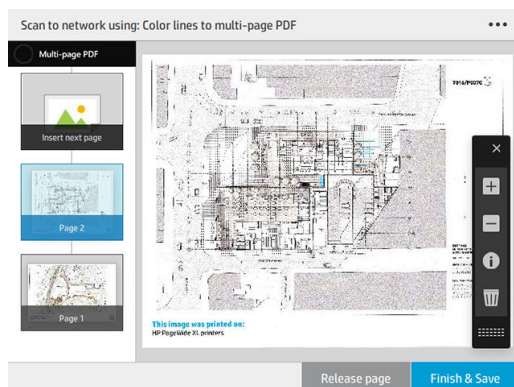 Scan to network using: Color lines to multi-page PDF
Multi-page PDF
Insert next page
Page 2
Page 1
This image was printed on:
HP PageWide XL printers
Release page
Finish & Save